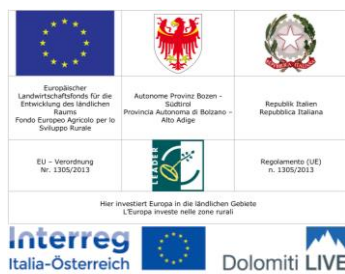 Europäischer
Landwirtschaftsfonds für die
Entwicklung des ländlichen
Raums
Fondo Europeo Agricolo per lo
Sviluppo Rurale
Autonome Provinz Bozen -
Südtirol
Provincia Autonoma di Bolzano -
Alto Adige
Republik Italien
Repubblica Italiana
EU – Verordnung
Nr. 1305/2013
LEADER
Regolamento (UE)
n. 1305/2013
Hier investiert Europa in die ländlichen Gebiete
L'Europa investe nelle zone rurali
Interreg
Italia-Österreich
Dolomiti LIVE